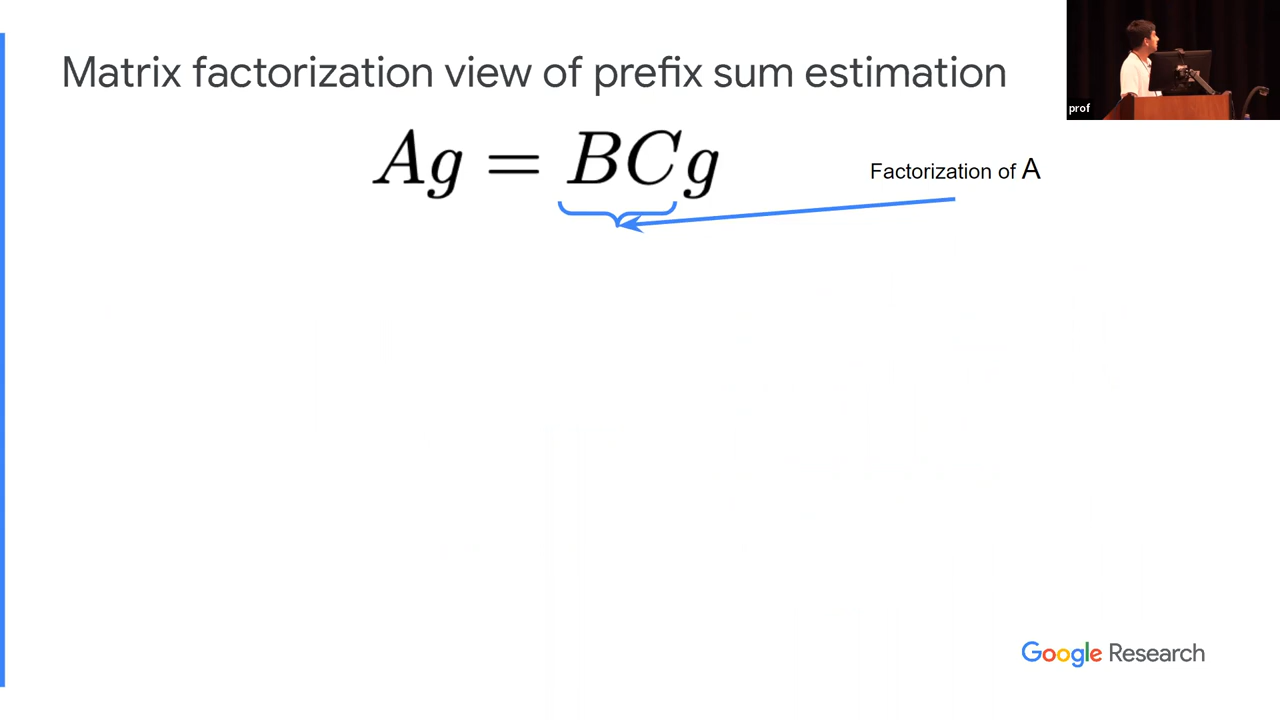 Matrix factorization view of prefix sum estimation
prof
Ag = BCg
Factorization of A
Google Research